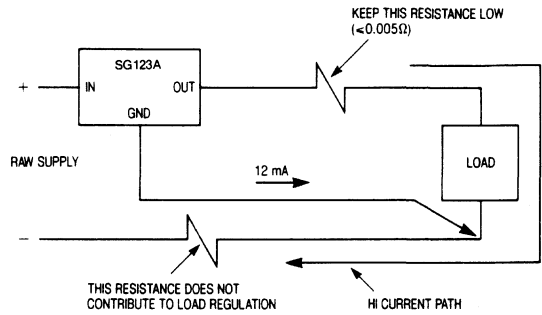 KEEP THIS RESISTANCE LOW
(≤0.005Ω)
SG123A
+
IN
OUT
GND
RAW SUPPLY
12 mA
LOAD
−
THIS RESISTANCE DOES NOT
CONTRIBUTE TO LOAD REGULATION
HI CURRENT PATH